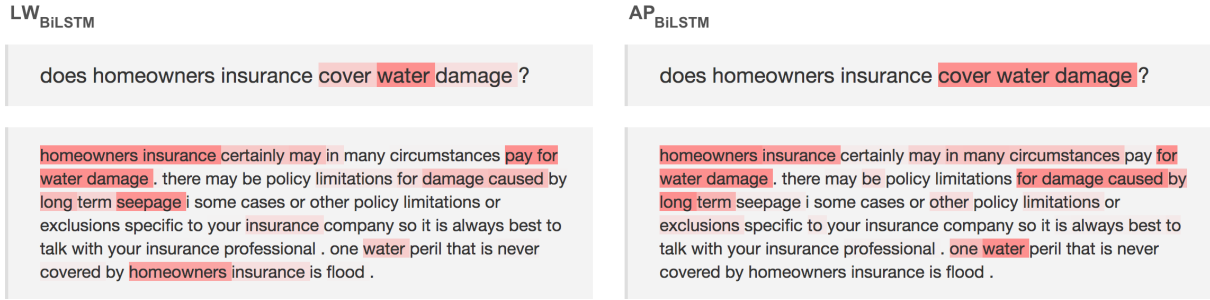 LW BiLSTM
does homeowners insurance cover water damage ?
homeowners insurance certainly may in many circumstances pay for
water damage . there may be policy limitations for damage caused by
long term seepage i some cases or other policy limitations or
exclusions specific to your insurance company so it is always best to
talk with your insurance professional . one water peril that is never
covered by homeowners insurance is flood .
AP BiLSTM
does homeowners insurance cover water damage ?
homeowners insurance certainly may in many circumstances pay for
water damage . there may be policy limitations for damage caused by
long term seepage i some cases or other policy limitations or
exclusions specific to your insurance company so it is always best to
talk with your insurance professional . one water peril that is never
covered by homeowners insurance is flood .